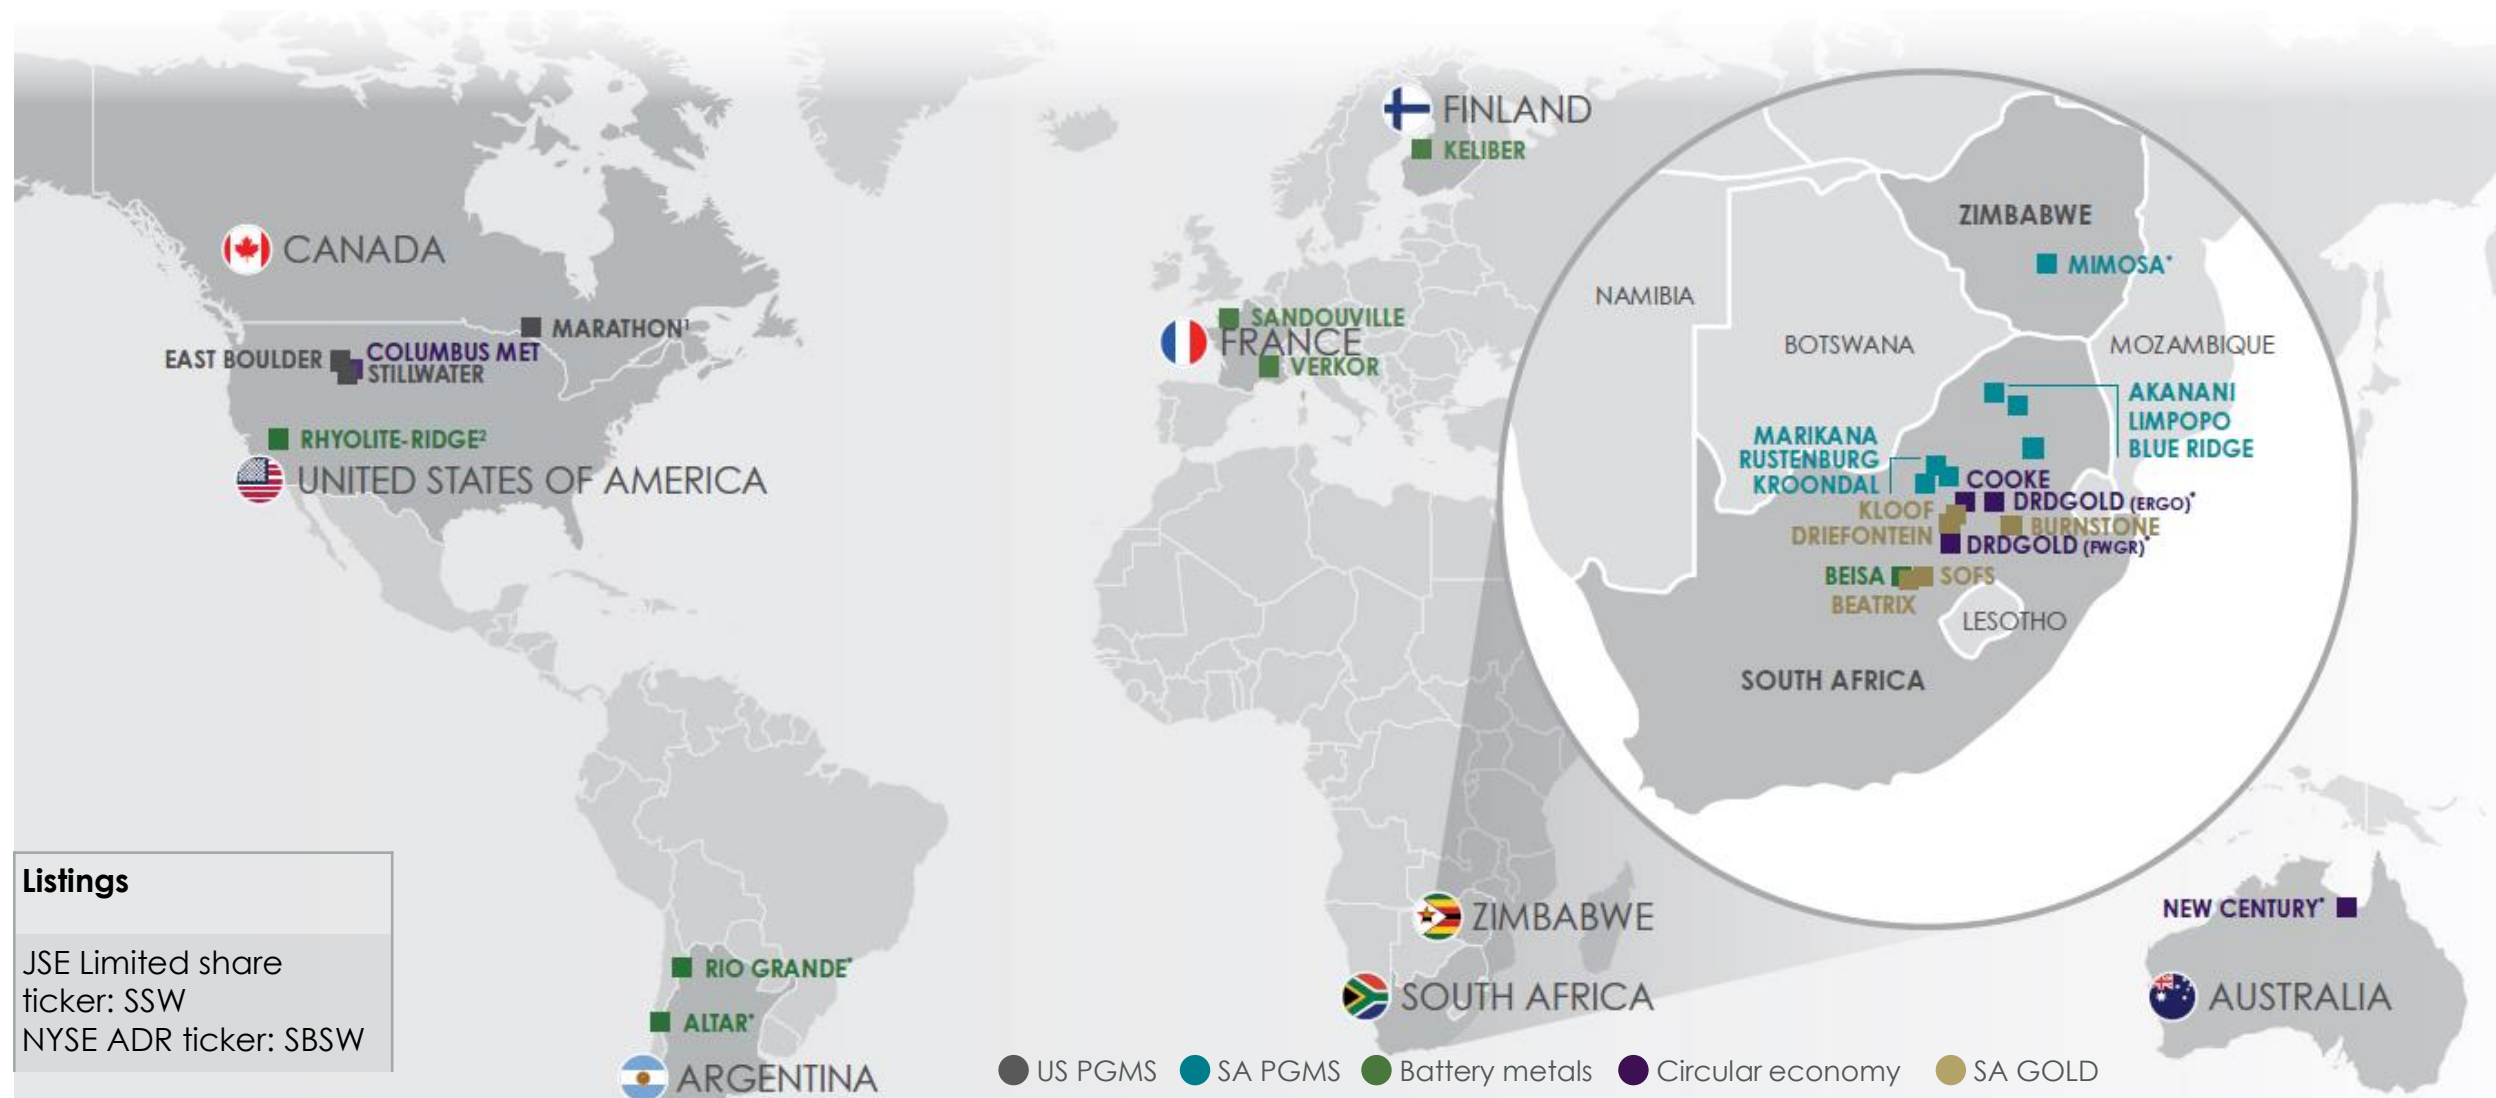 FINLAND
KELIBER
CANADA
MARATHON¹
EAST BOULDER
COLUMBUS MET
STILLWATER
RHYOLITE-RIDGE²
UNITED STATES OF AMERICA
SANDOUVILLE
FRANCE
VERKOR
ZIMBABWE
MIMOSA*
NAMIBIA
BOTSWANA
MOZAMBIQUE
AKANANI
LIMPOPO
BLUE RIDGE
MARIKANA
RUSTENBURG
KROONDAL
COOKE
DRDGOLD (ERGO)*
KLOOF
BURNSTONE
DRIEFONTEIN
DRDGOLD (FWGR)*
BEISA
SOFS
BEATRIX
LESOTHO
SOUTH AFRICA
Listings
JSE Limited share
ticker: SSW
NYSE ADR ticker: SBSW
RIO GRANDE*
ALTAR*
ARGENTINA
ZIMBABWE
SOUTH AFRICA
NEW CENTURY*
AUSTRALIA
US PGMS
SA PGMS
Battery metals
Circular economy
SA GOLD